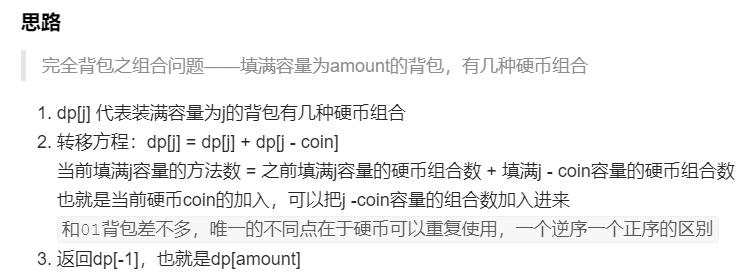 思路
完全背包之组合问题——填满容量为amount的背包，有几种硬币组合
1. dp[j] 代表装满容量为j的背包有几种硬币组合
2. 转移方程：dp[j] = dp[j] + dp[j - coin]
当前填满j容量的方法数 = 之前填满j容量的硬币组合数 + 填满j - coin容量的硬币组合数
也就是当前硬币coin的加入，可以把j -coin容量的组合数加入进来
和01背包差不多，唯一的不同点在于硬币可以重复使用，一个逆序一个正序的区别
3. 返回dp[-1]，也就是dp[amount]